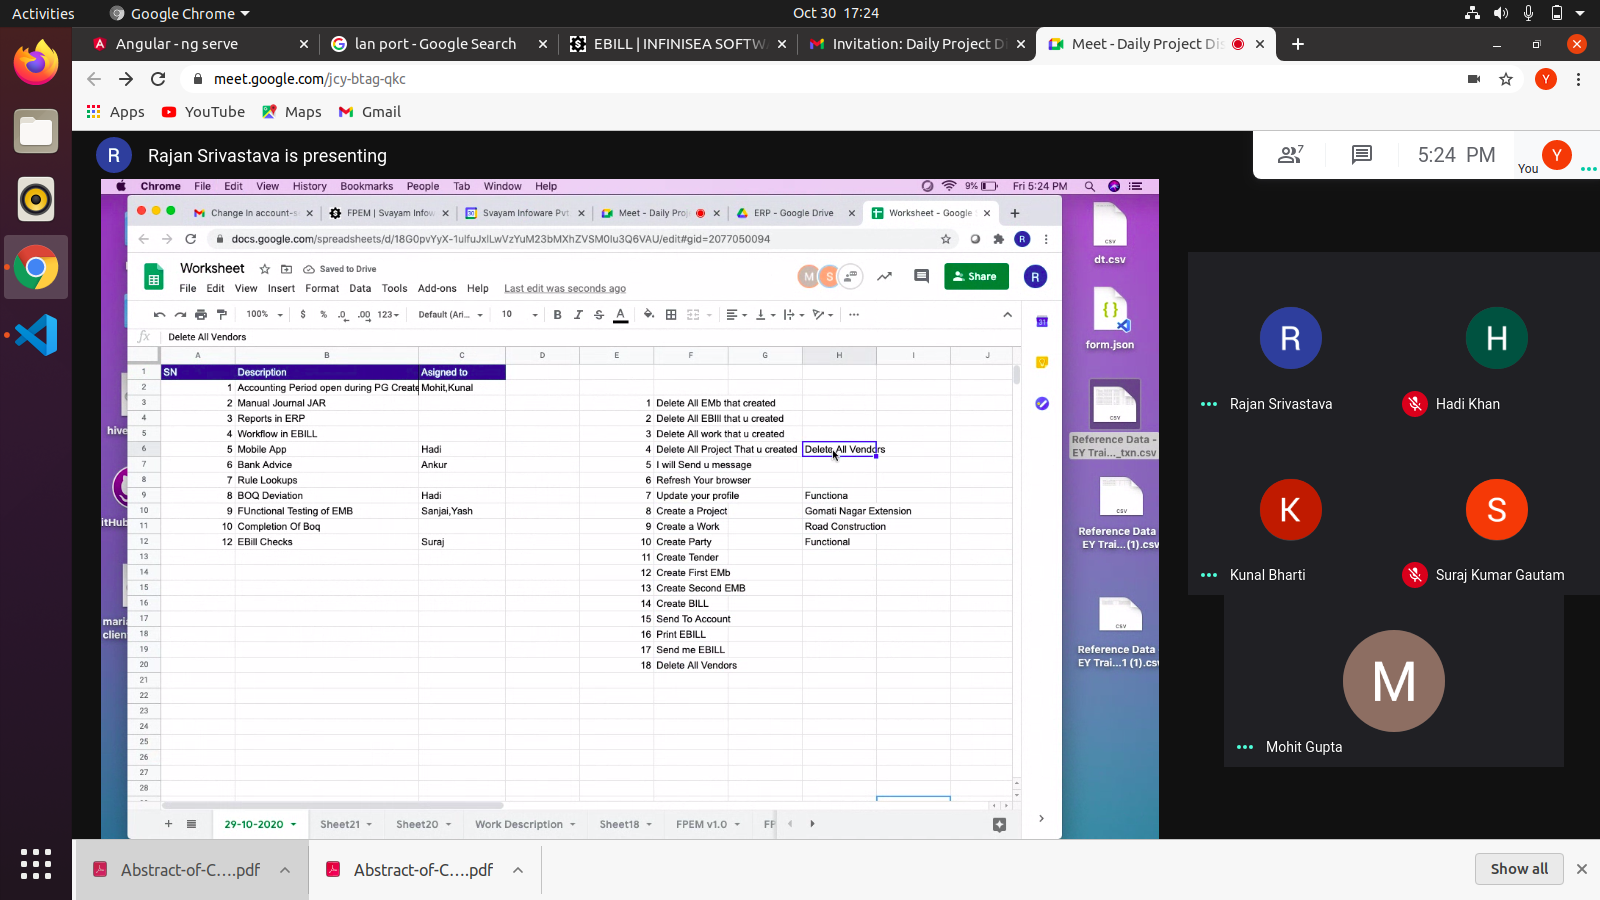 Activities
Google Chrome
Oct 30 17:24
Angular - ng serve
lan port - Google Search
EBILL | INFINISEA SOFTW
Invitation: Daily Project D
Meet - Daily Project Dis
meet.google.com/jcy-btag-qkc
Y
Apps
YouTube
Maps
Gmail
R
Rajan Srivastava is presenting
7
5:24 PM
You
Y
Chrome File Edit View History Bookmarks People Tab Window Help
9%
Fri 5:24 PM
Change in account-s
FPEM | Svayam Infow
Svayam Infoware Pvt
Meet - Daily Proj
ERP - Google Drive
Worksheet - Google
docs.google.com/spreadsheets/d/18G0pvYyX-1ulfuJxlLwVzYuM23bMXhZVSM0lu3Q6VAU/edit#gid=2077050094
R
Worksheet
Saved to Drive
File Edit View Insert Format Data Tools Add-ons Help
Last edit was seconds ago
M
S
Share
R
100%
$ % .0 .00 123
Default (Ari...
10
B I S A
fx Delete All Vendors
A B C D E F G H I J
1 SN Description Asigned to
2 1 Accounting Period open during PG Create Mohit,Kunal
3 2 Manual Journal JAR 1 Delete All EMb that created
4 3 Reports in ERP 2 Delete All EBIll that u created
5 4 Workflow in EBILL 3 Delete All work that u created
6 5 Mobile App Hadi 4 Delete All Project That u created Delete All Vendors
7 6 Bank Advice Ankur 5 I will Send u message
8 7 Rule Lookups 6 Refresh Your browser
9 8 BOQ Deviation Hadi 7 Update your profile Functiona
10 9 FUnctional Testing of EMB Sanjai,Yash 8 Create a Project Gomati Nagar Extension
11 10 Completion Of Boq 9 Create a Work Road Construction
12 12 EBill Checks Suraj 10 Create Party Functional
13 11 Create Tender
14 12 Create First EMb
15 13 Create Second EMB
16 14 Create BILL
17 15 Send To Account
18 16 Print EBILL
19 17 Send me EBILL
20 18 Delete All Vendors
21
22
23
24
25
26
27
28
29-10-2020
Sheet21
Sheet20
Work Description
Sheet18
FPEM v1.0
FP
31
hive
itHub
maria
clien
CSV
dt.csv
{ }
form.json
CSV
Reference Data -
EY Trai..._txn.csv
CSV
Reference Data
EY Trai...(1).csv
CSV
Reference Data
EY Trai...1 (1).csv
R
Rajan Srivastava
H
Hadi Khan
K
Kunal Bharti
S
Suraj Kumar Gautam
M
Mohit Gupta
Abstract-of-C....pdf
Abstract-of-C....pdf
Show all